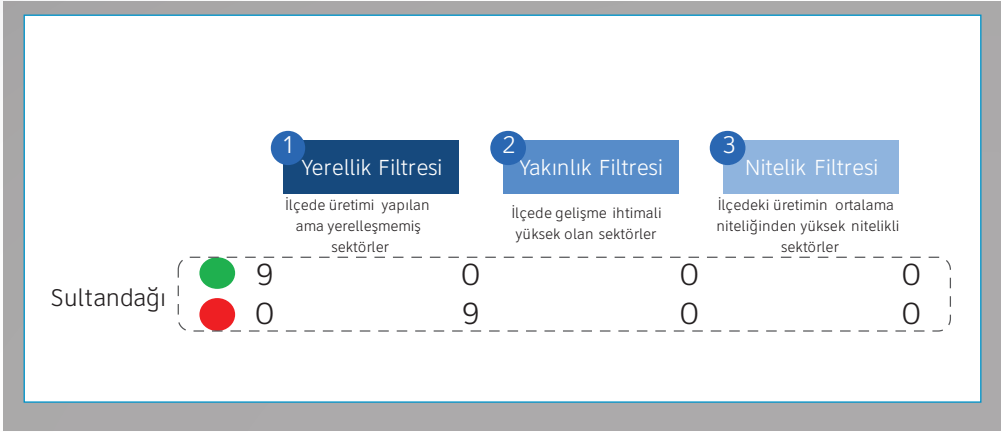 1
Yerellik Filtresi
2
Yakınlık Filtresi
3
Nitelik Filtresi
İlçede üretimi yapılan
ama yerelleşmemiş
sektörler
İlçede gelişme ihtimali
yüksek olan sektörler
İlçedeki üretimin ortalama
niteliğinden yüksek nitelikli
sektörler
Sultandağı
9 0 0 0
0 9 0 0